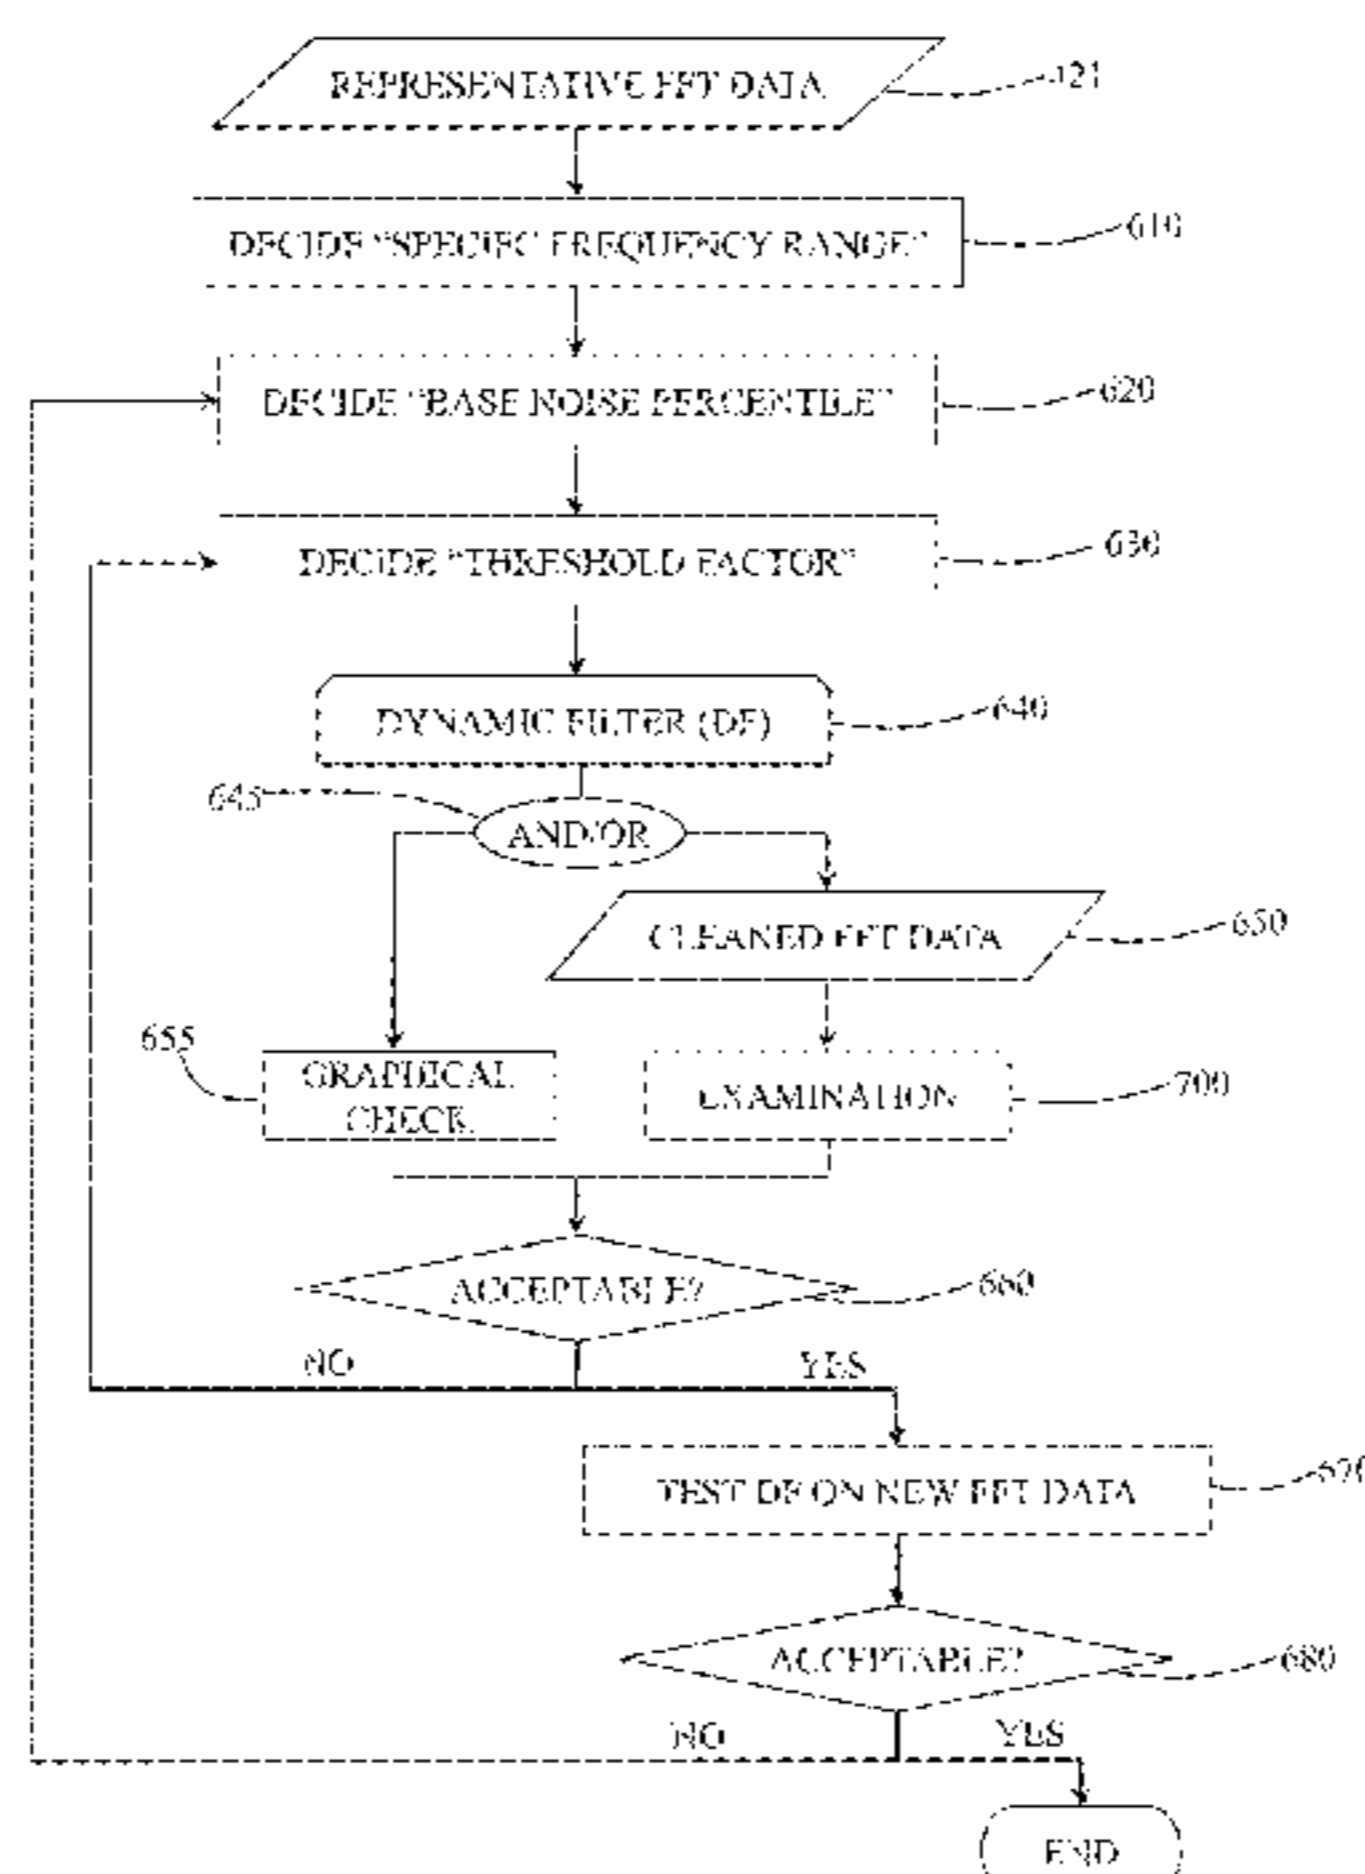 REPRESENTATIVE FFT DATA
421
DECIDE "SPECIFIC FREQUENCY RANGE"
610
DECIDE "BASE NOISE PERCENTILE"
620
DECIDE "THRESHOLD FACTOR"
630
DYNAMIC FILTER (DF)
640
645
AND/OR
CLEANED FFT DATA
650
655
GRAPHICAL
CHECK
EXAMINATION
700
ACCEPTABLE?
660
NO
YES
TEST DF ON NEW FFT DATA
670
ACCEPTABLE?
680
NO
YES
END